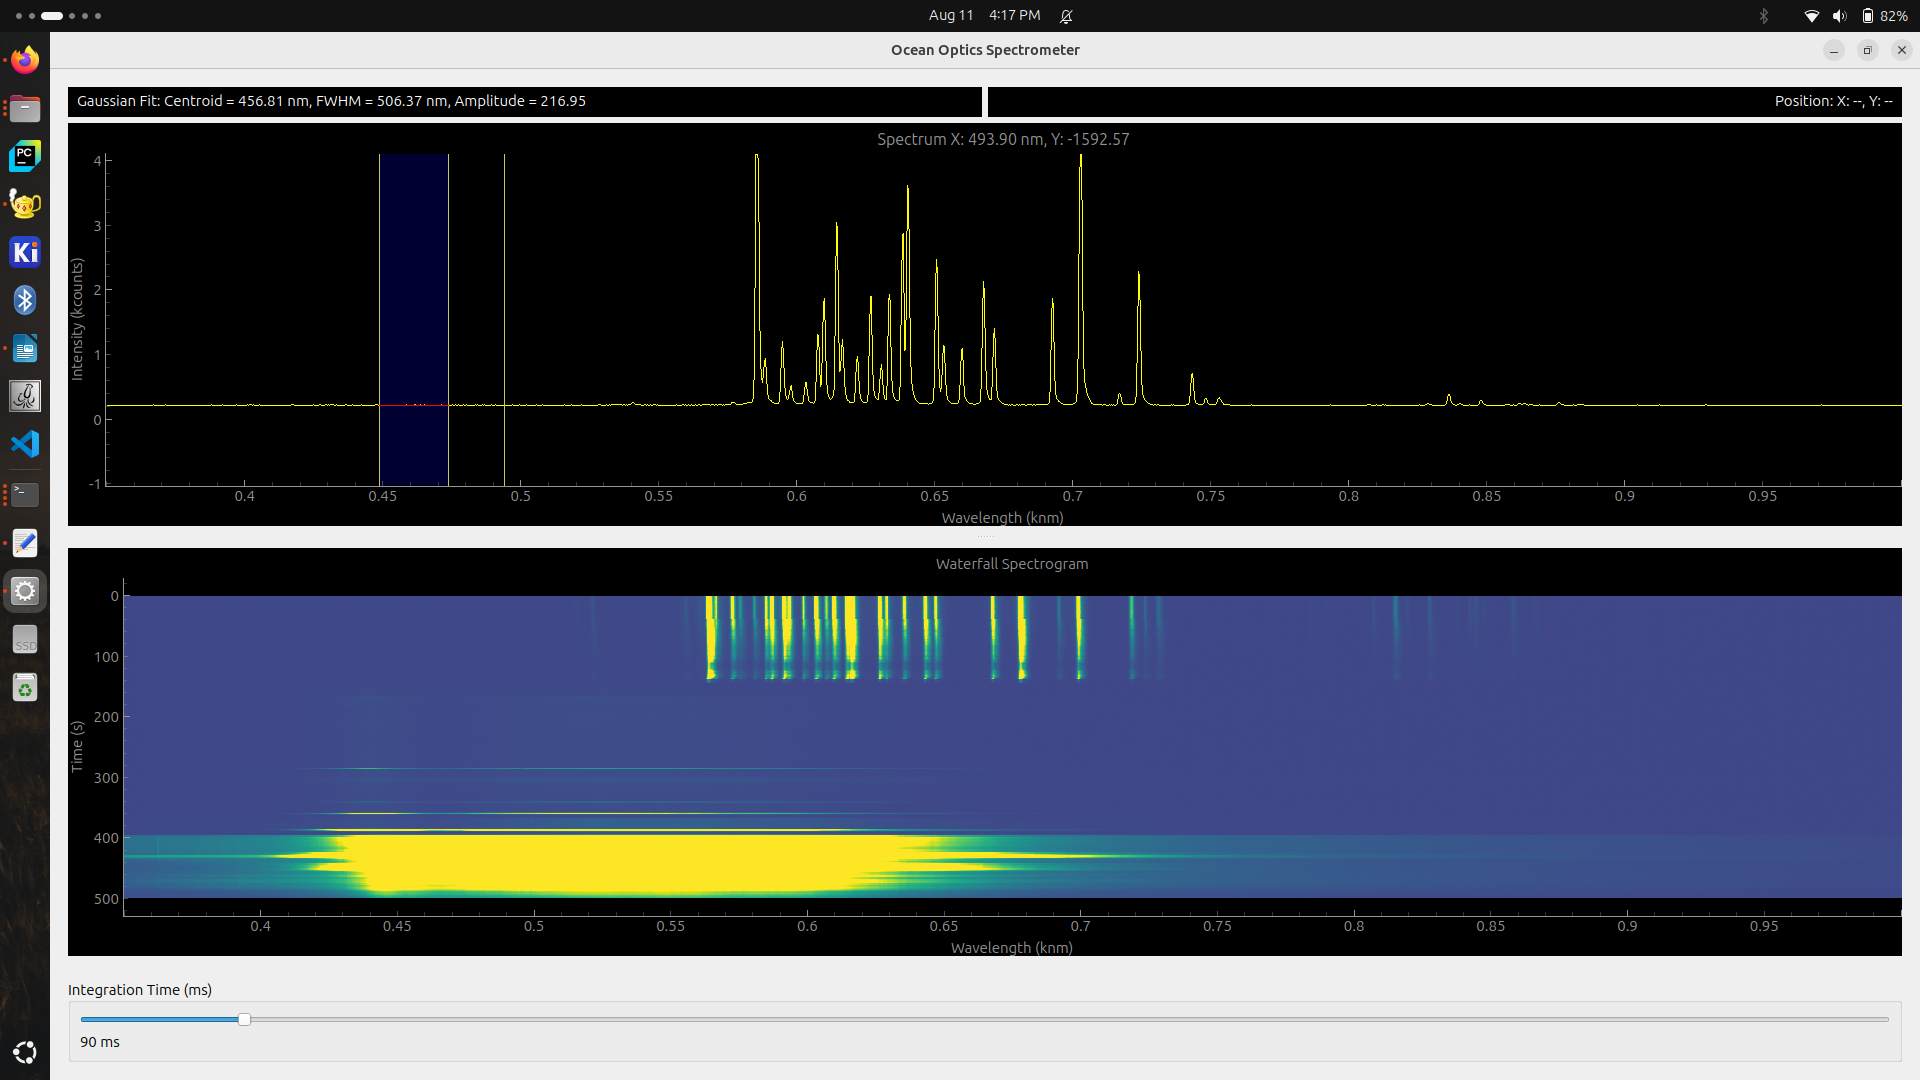 Aug 11 4:17 PM
82%
Ocean Optics Spectrometer
Gaussian Fit: Centroid = 456.81 nm, FWHM = 506.37 nm, Amplitude = 216.95
Position: X: --, Y: --
Spectrum X: 493.90 nm, Y: -1592.57
Intensity (kcounts)
4
3
2
1
0
-1
0.4 0.45 0.5 0.55 0.6 0.65 0.7 0.75 0.8 0.85 0.9 0.95
Wavelength (knm)
Waterfall Spectrogram
Time (s)
0
100
200
300
400
500
0.4 0.45 0.5 0.55 0.6 0.65 0.7 0.75 0.8 0.85 0.9 0.95
Wavelength (knm)
Integration Time (ms)
90 ms
PC
Ki
>_
SSD